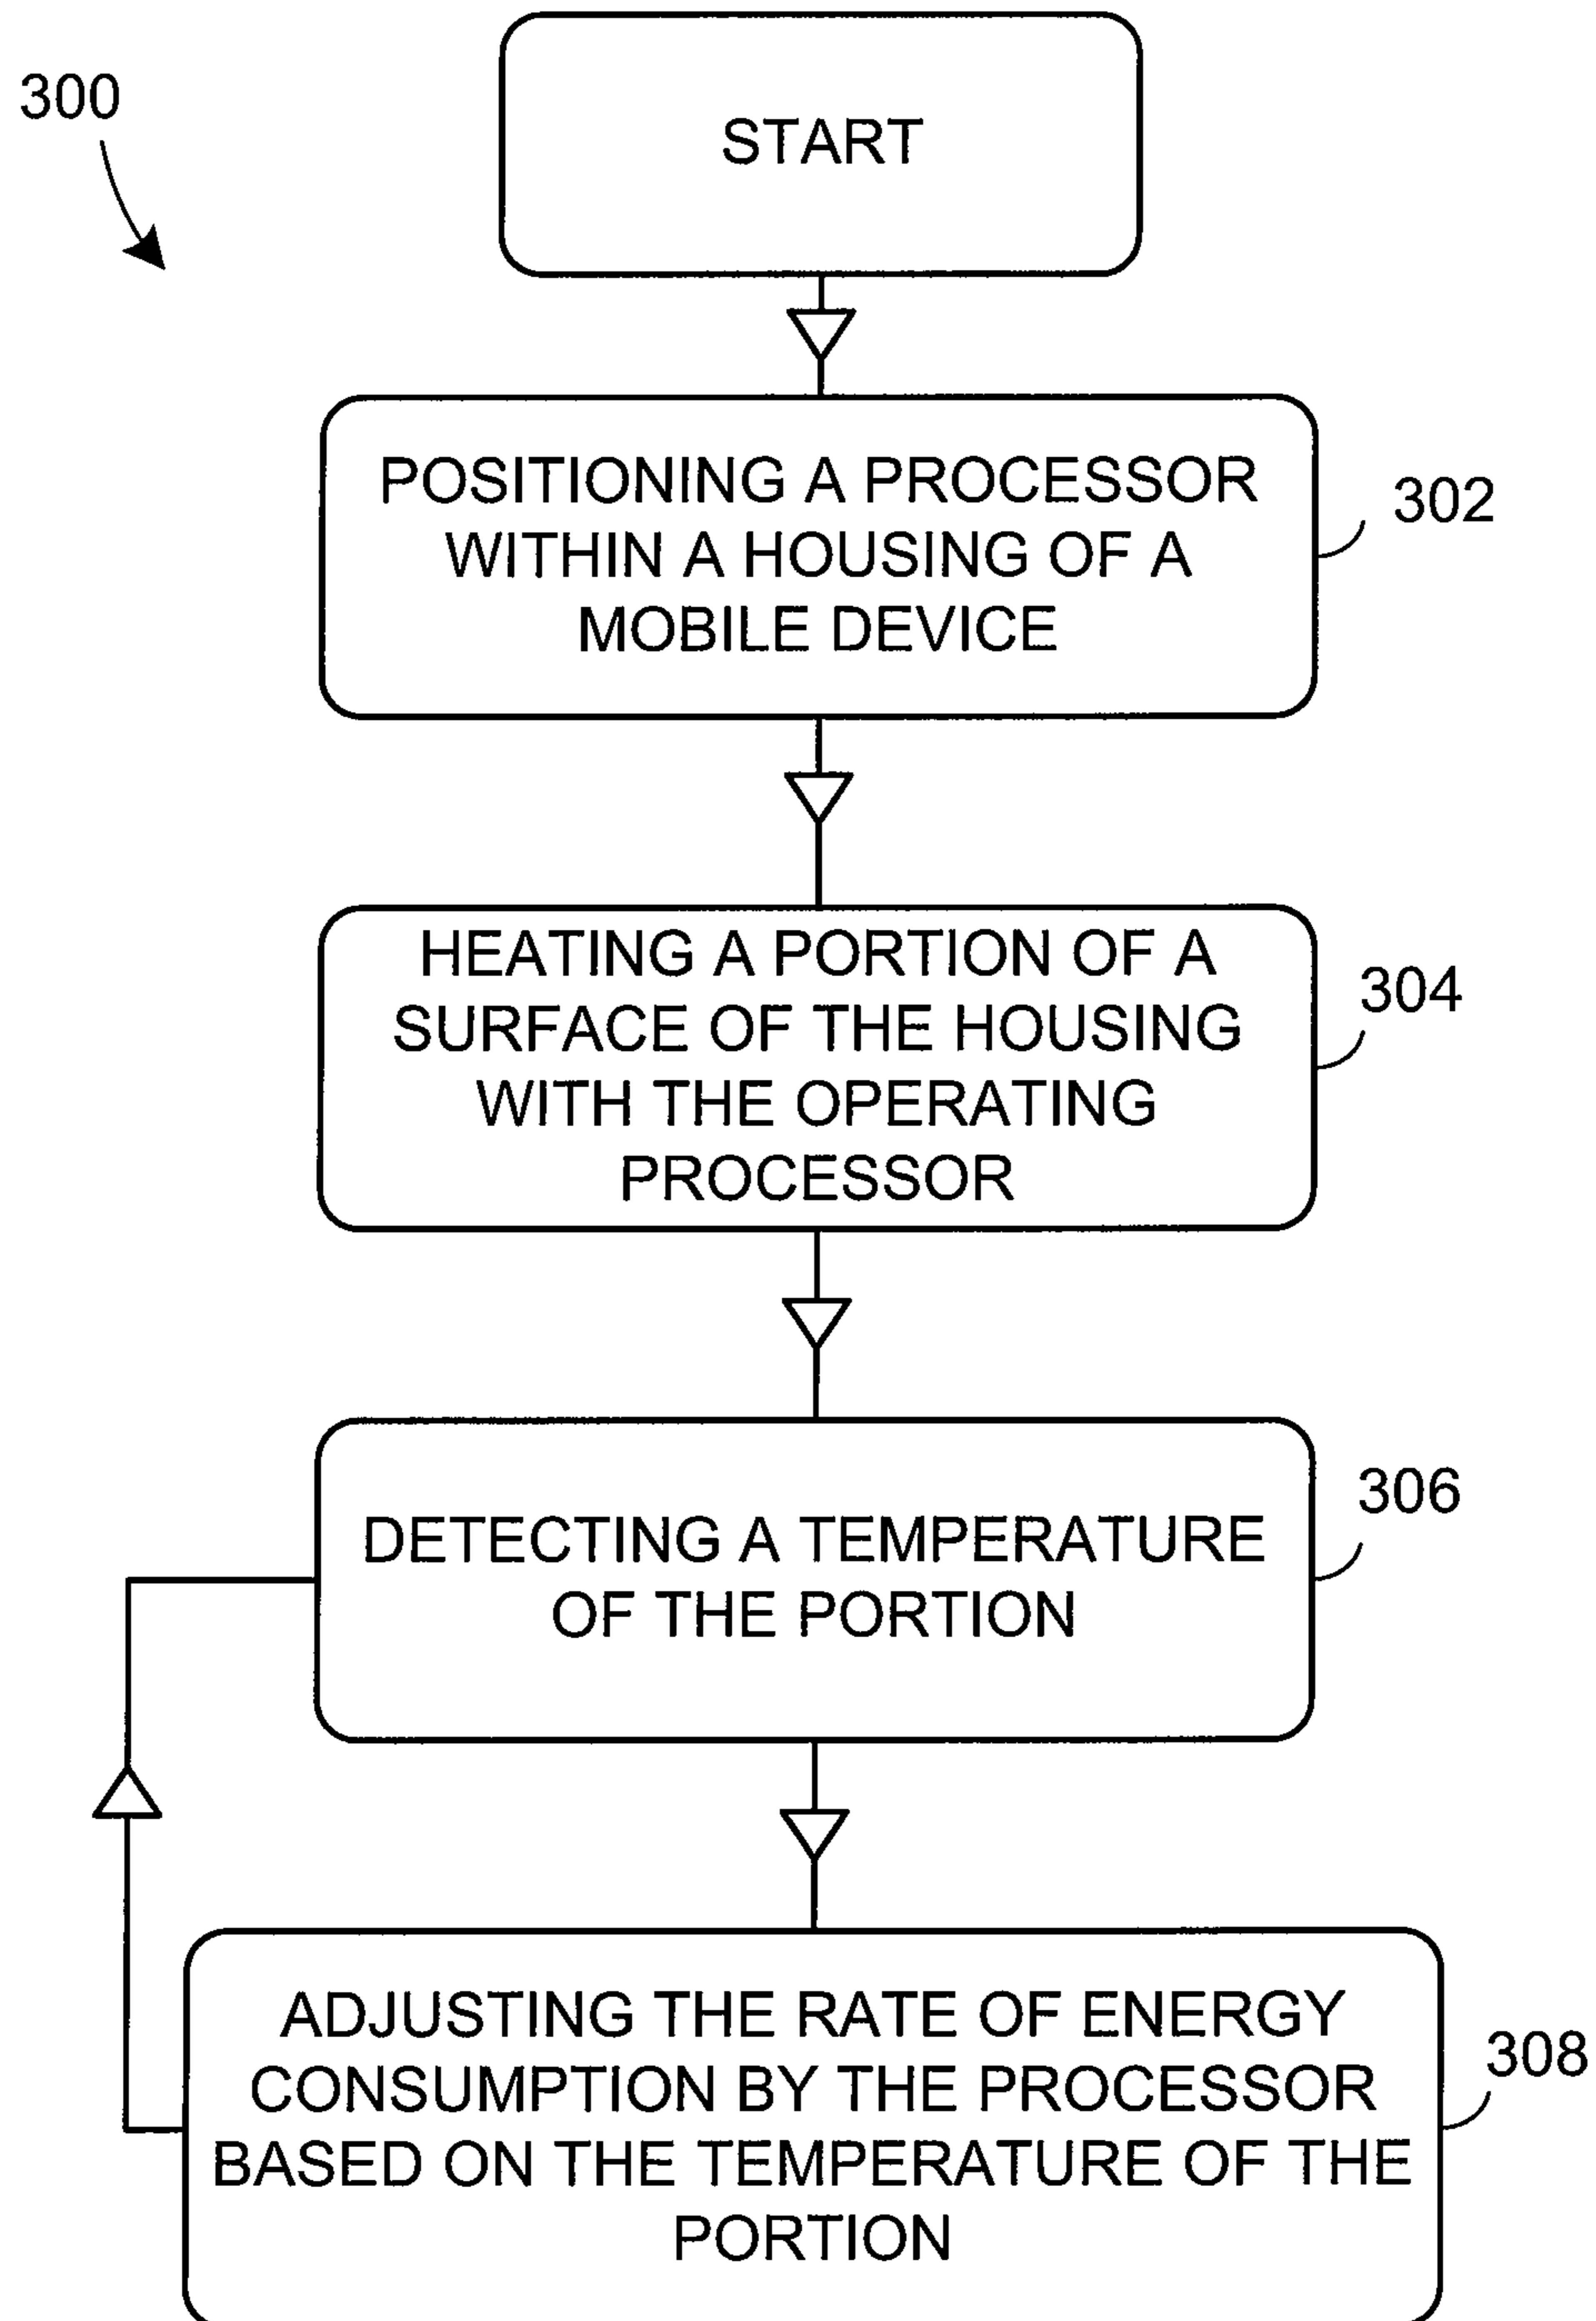 300
START
POSITIONING A PROCESSOR
WITHIN A HOUSING OF A
MOBILE DEVICE
302
HEATING A PORTION OF A
SURFACE OF THE HOUSING
WITH THE OPERATING
PROCESSOR
304
DETECTING A TEMPERATURE
OF THE PORTION
306
ADJUSTING THE RATE OF ENERGY
CONSUMPTION BY THE PROCESSOR
BASED ON THE TEMPERATURE OF THE
PORTION
308